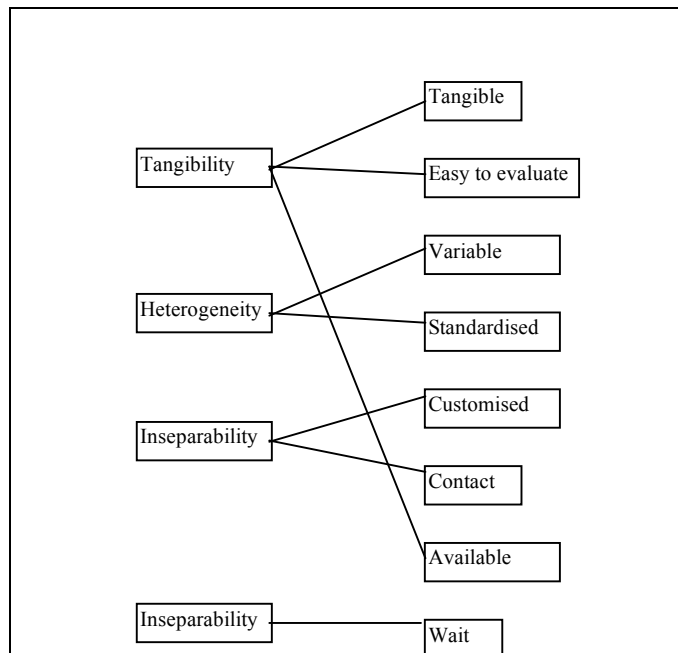 Tangible
Tangibility
Easy to evaluate
Variable
Heterogeneity
Standardised
Customised
Inseparability
Contact
Available
Inseparability
Wait